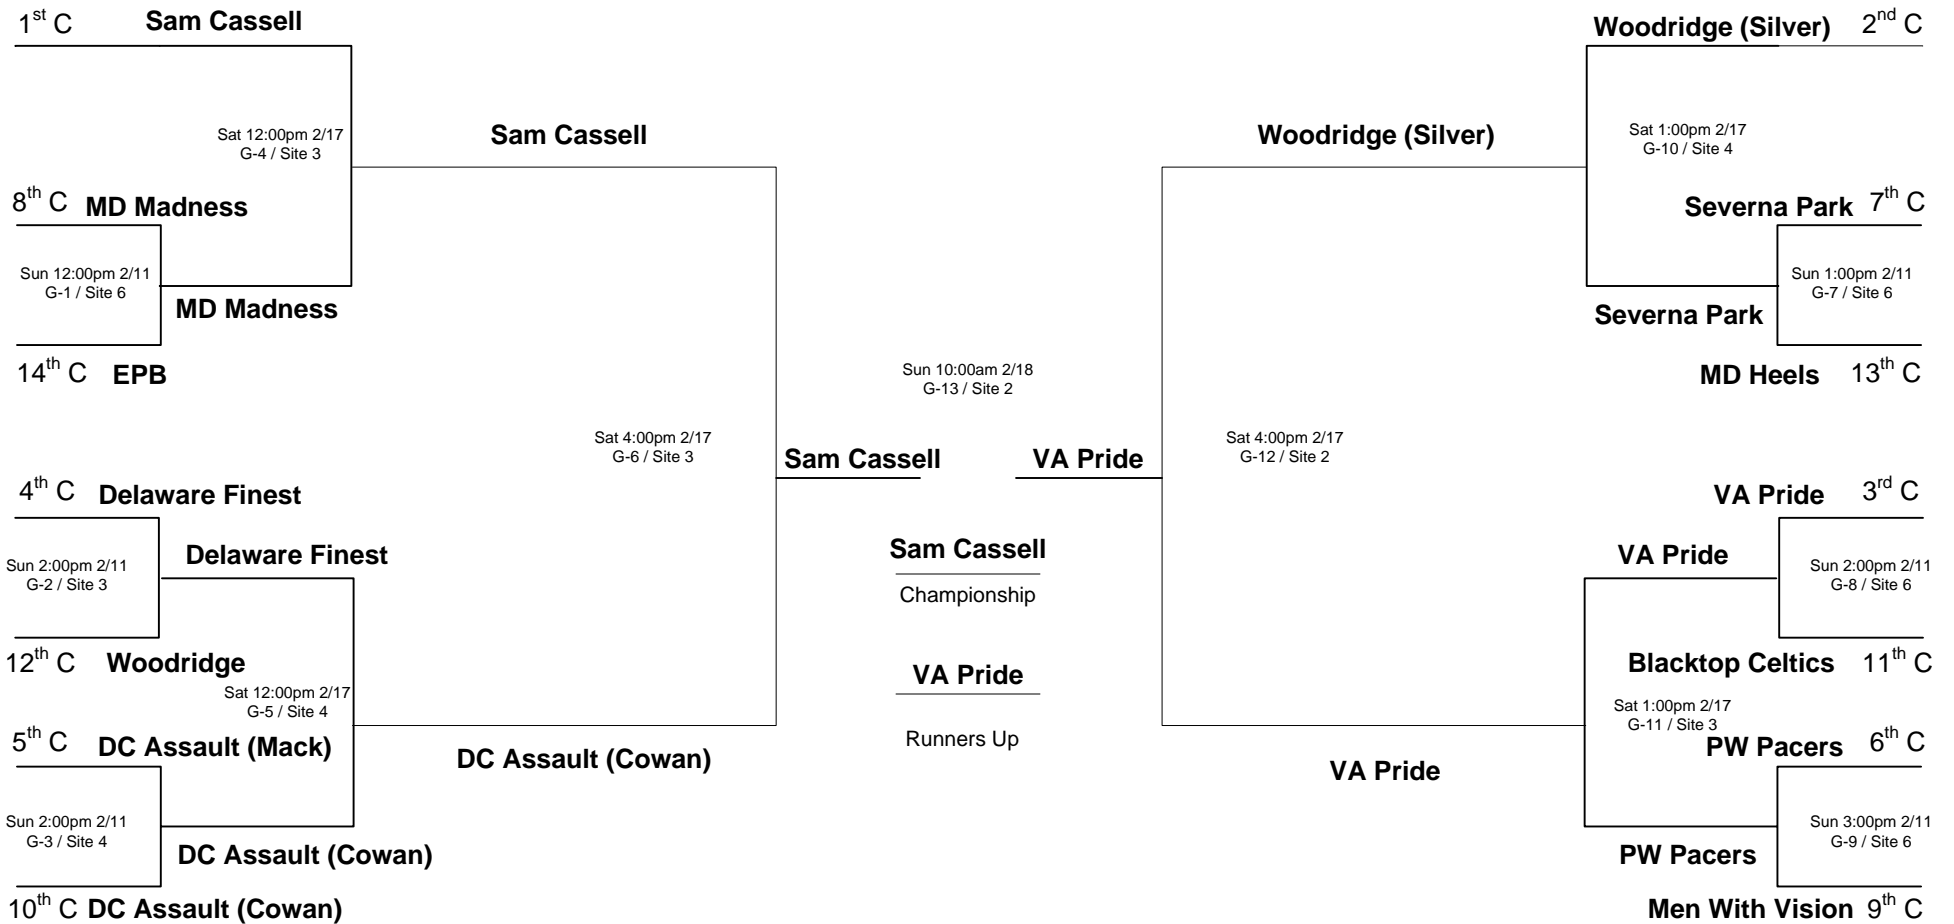 1st C Sam Cassell
Woodridge (Silver) 2nd C
Sat 12:00pm 2/17
G-4 / Site 3
Sam Cassell
Woodridge (Silver)
Sat 1:00pm 2/17
G-10 / Site 4
8th C MD Madness
Severna Park 7th C
Sun 12:00pm 2/11
G-1 / Site 6
Sun 1:00pm 2/11
G-7 / Site 6
MD Madness
Severna Park
14th C EPB
MD Heels 13th C
Sun 10:00am 2/18
G-13 / Site 2
Sat 4:00pm 2/17
G-6 / Site 3
Sam Cassell
VA Pride
Sat 4:00pm 2/17
G-12 / Site 2
4th C Delaware Finest
VA Pride 3rd C
Sun 2:00pm 2/11
G-2 / Site 3
Delaware Finest
Sam Cassell
Championship
VA Pride
Sun 2:00pm 2/11
G-8 / Site 6
12th C Woodridge
Blacktop Celtics 11th C
Sat 12:00pm 2/17
G-5 / Site 4
VA Pride
Runners Up
Sat 1:00pm 2/17
G-11 / Site 3
5th C DC Assault (Mack)
PW Pacers 6th C
DC Assault (Cowan)
VA Pride
Sun 2:00pm 2/11
G-3 / Site 4
Sun 3:00pm 2/11
G-9 / Site 6
DC Assault (Cowan)
PW Pacers
10th C DC Assault (Cowan)
Men With Vision 9th C